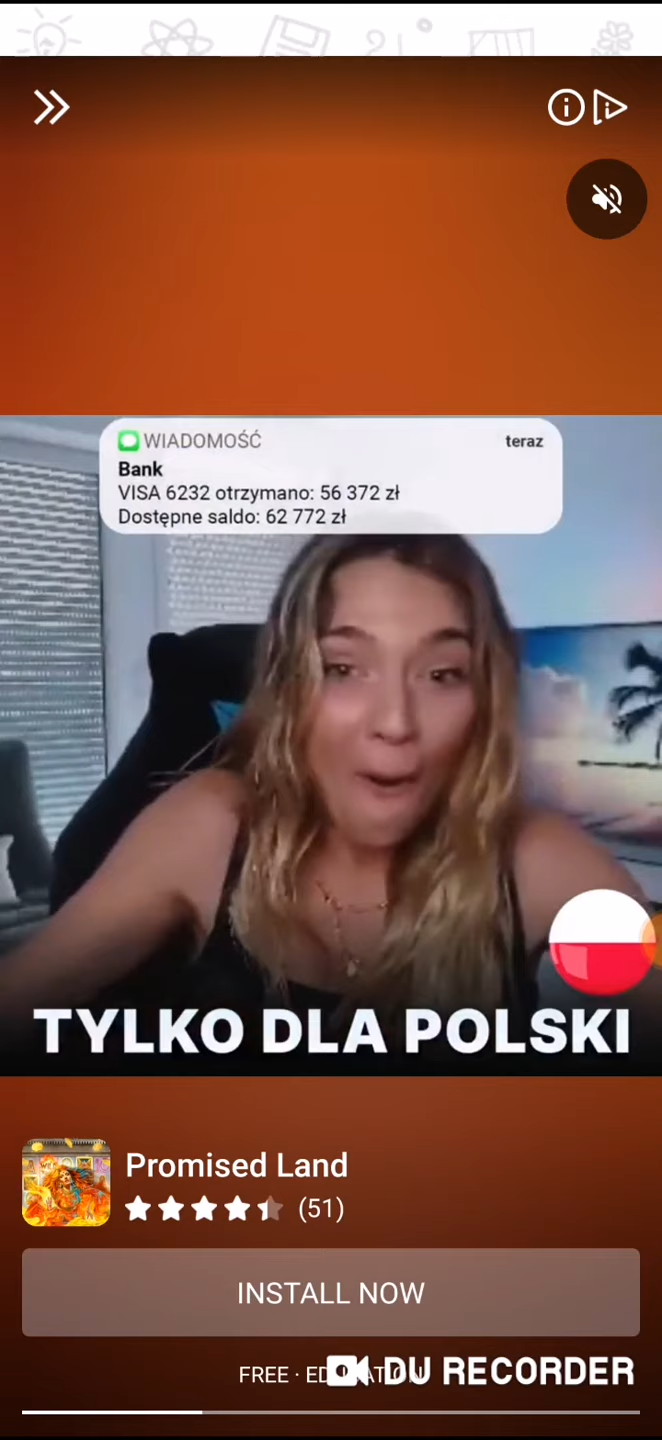 WIADOMOŚĆ teraz
Bank
VISA 6232 otrzymano: 56 372 zł
Dostępne saldo: 62 772 zł
TYLKO DLA POLSKI
Promised Land
(51)
INSTALL NOW
FREE ·
DU RECORDER